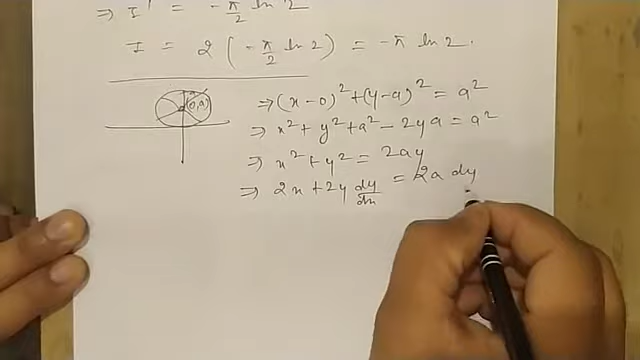 ⇒ I' = -π/2 ln 2
I = 2 (-π/2 ln 2) = -π ln 2.
(0,a)
⇒ (x-0)² + (y-a)² = a²
⇒ x² + y² + a² - 2ya = a²
⇒ x² + y² = 2ay
⇒ 2x + 2y dy/dx = 2a dy